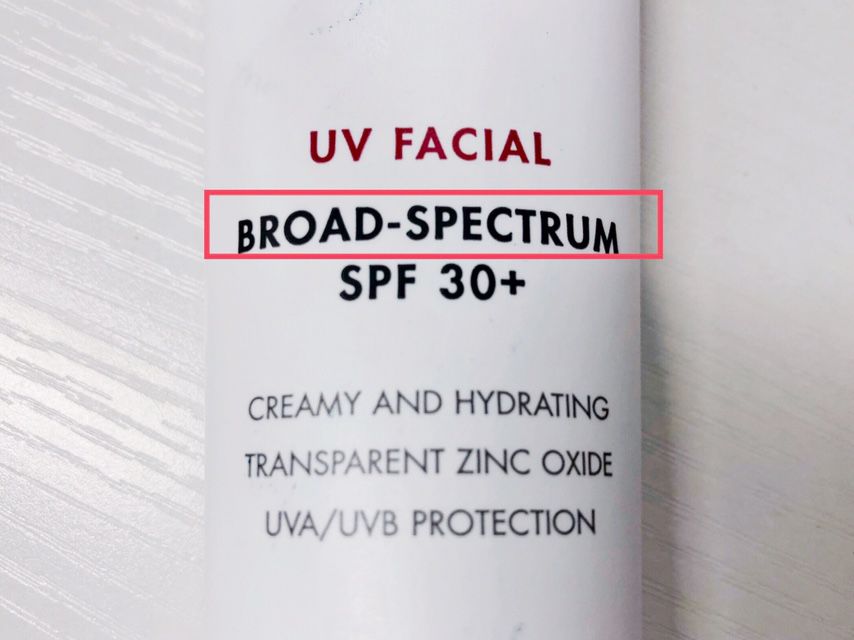 UV FACIAL
BROAD-SPECTRUM
SPF 30+
CREAMY AND HYDRATING
TRANSPARENT ZINC OXIDE
UVA/UVB PROTECTION